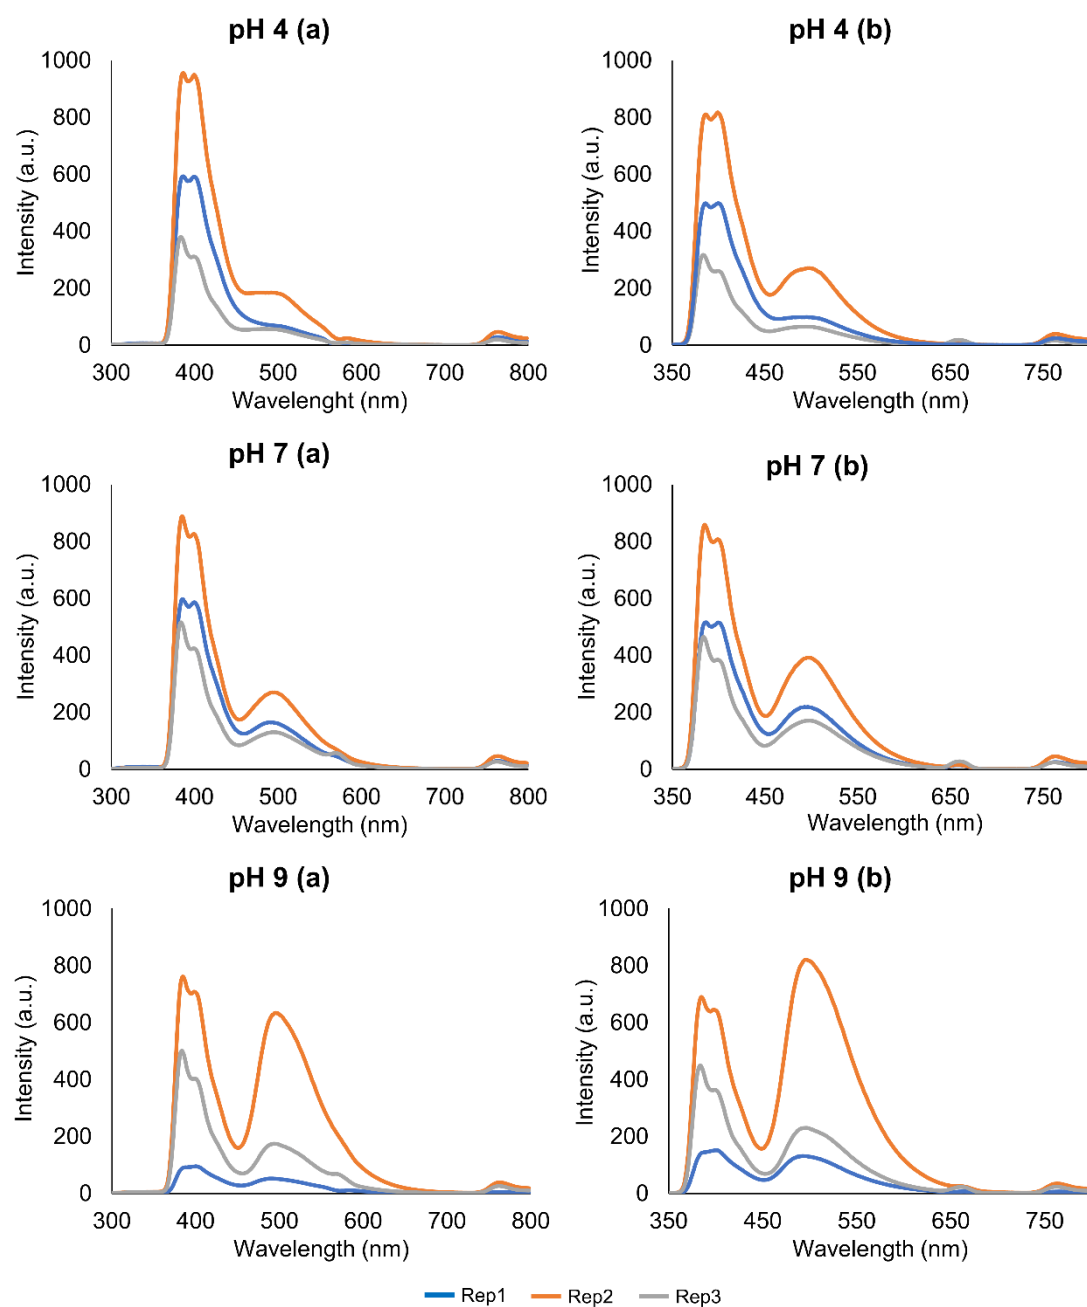 pH 4 (a)
1000
800
600
400
200
0
Intensity (a.u.)
300 400 500 600 700 800
Wavelenght (nm)
pH 4 (b)
1000
800
600
400
200
0
Intensity (a.u.)
350 450 550 650 750
Wavelength (nm)
pH 7 (a)
1000
800
600
400
200
0
Intensity (a.u.)
300 400 500 600 700 800
Wavelength (nm)
pH 7 (b)
1000
800
600
400
200
0
Intensity (a.u.)
350 450 550 650 750
Wavelength (nm)
pH 9 (a)
1000
800
600
400
200
0
Intensity (a.u.)
300 400 500 600 700 800
Wavelength (nm)
pH 9 (b)
1000
800
600
400
200
0
Intensity (a.u.)
350 450 550 650 750
Wavelength (nm)
Rep1 Rep2 Rep3